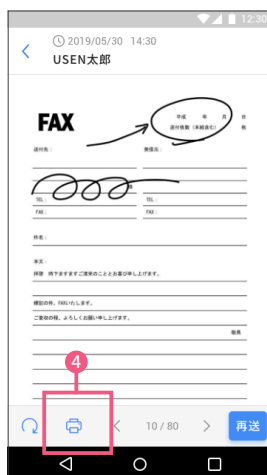 12:30
2019/05/30 14:30
USEN太郎
FAX
平成 年 月 日
送付枚数(本紙含む) 枚
送付先:
発信元:
様
TEL:
TEL:
FAX:
FAX:
件名:
本文:
拝啓 時下ますますご清栄のこととお喜び申し上げます。
標記の件、FAXいたします。
ご査収の程、よろしくお願い申し上げます。
敬具
4
10 / 80
再送